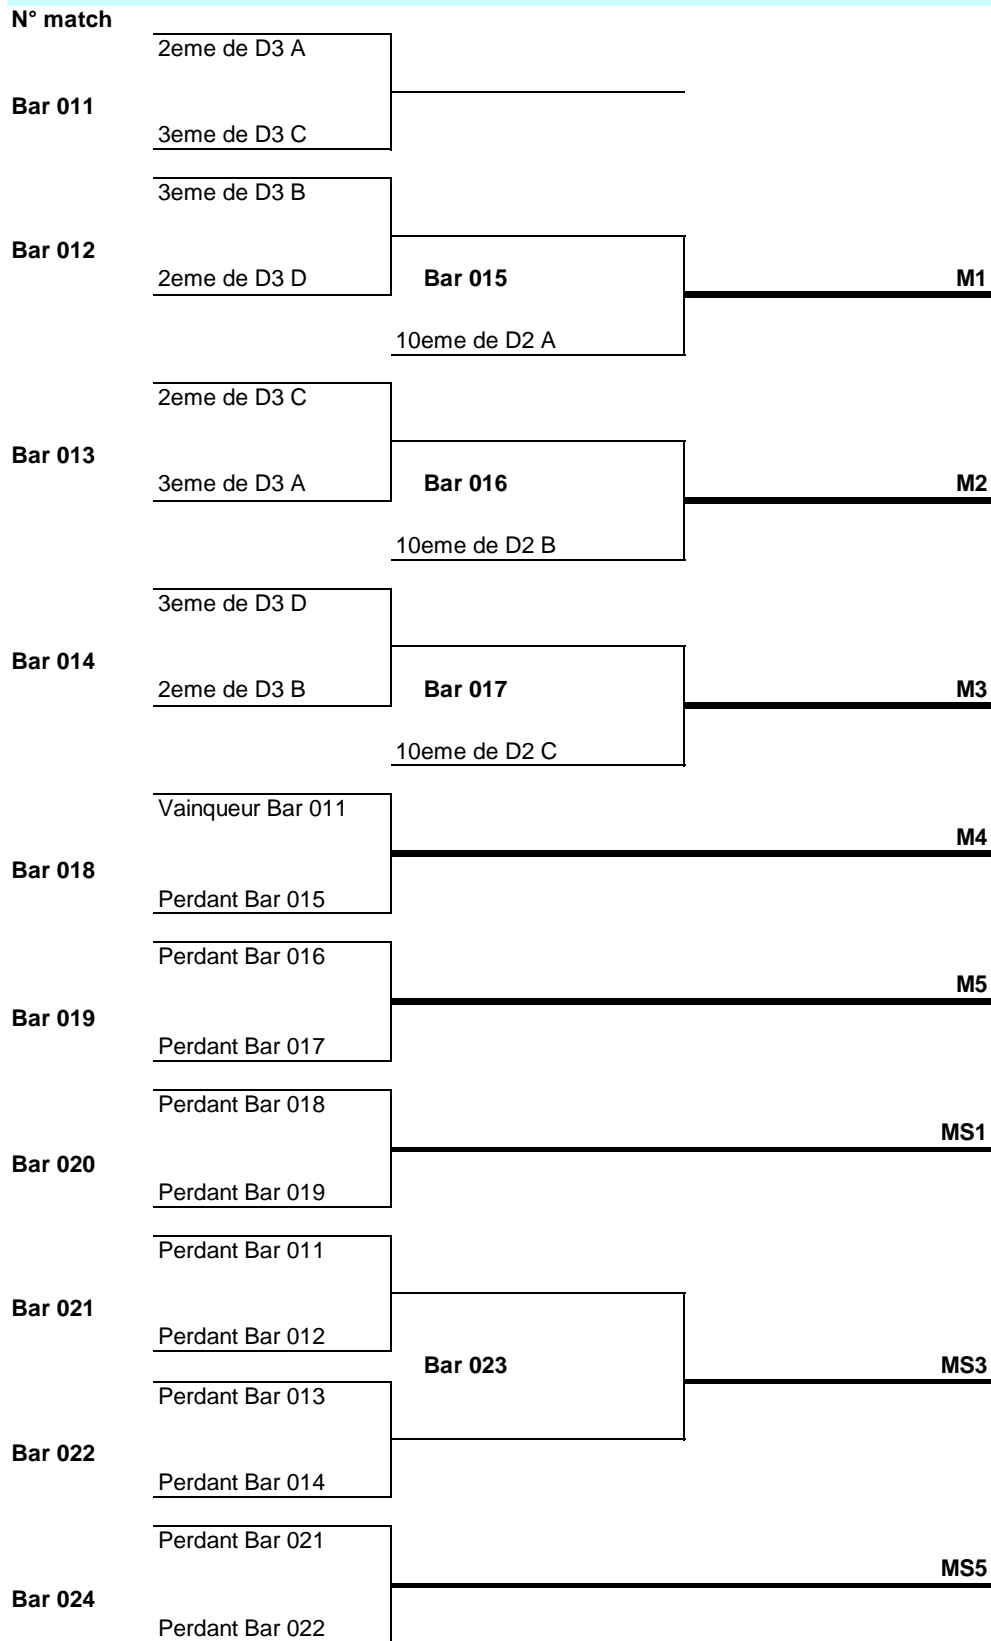 N° match
2eme de D3 A
Bar 011
3eme de D3 C
3eme de D3 B
Bar 012
2eme de D3 D
Bar 015
M1
10eme de D2 A
2eme de D3 C
Bar 013
3eme de D3 A
Bar 016
M2
10eme de D2 B
3eme de D3 D
Bar 014
2eme de D3 B
Bar 017
M3
10eme de D2 C
Vainqueur Bar 011
M4
Bar 018
Perdant Bar 015
Perdant Bar 016
M5
Bar 019
Perdant Bar 017
Perdant Bar 018
MS1
Bar 020
Perdant Bar 019
Perdant Bar 011
Bar 021
Perdant Bar 012
Bar 023
MS3
Perdant Bar 013
Bar 022
Perdant Bar 014
Perdant Bar 021
MS5
Bar 024
Perdant Bar 022